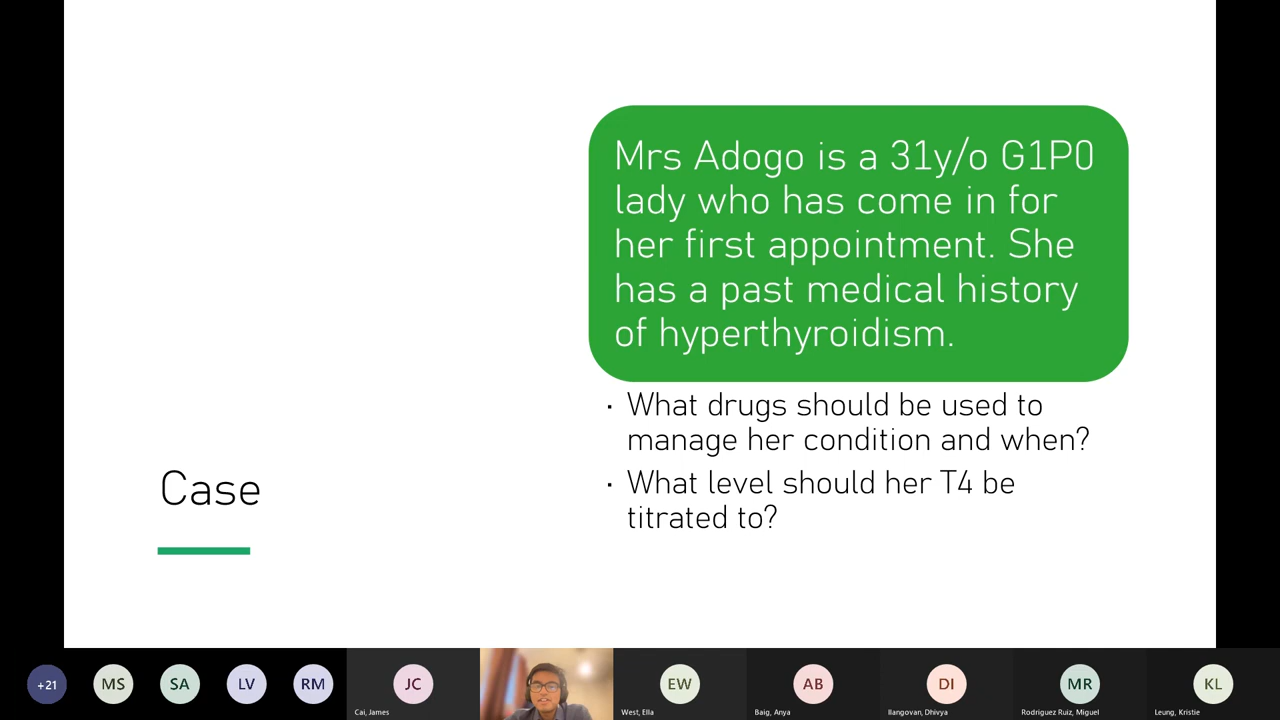 Mrs Adogo is a 31y/o G1P0
lady who has come in for
her first appointment. She
has a past medical history
of hyperthyroidism.
· What drugs should be used to
manage her condition and when?
· What level should her T4 be
titrated to?
Case
+21
MS
SA
LV
RM
JC
Cai, James
EW
West, Ella
AB
Baig, Anya
DI
Ilangovan, Dhivya
MR
Rodriguez Ruiz, Miguel
KL
Leung, Kristie